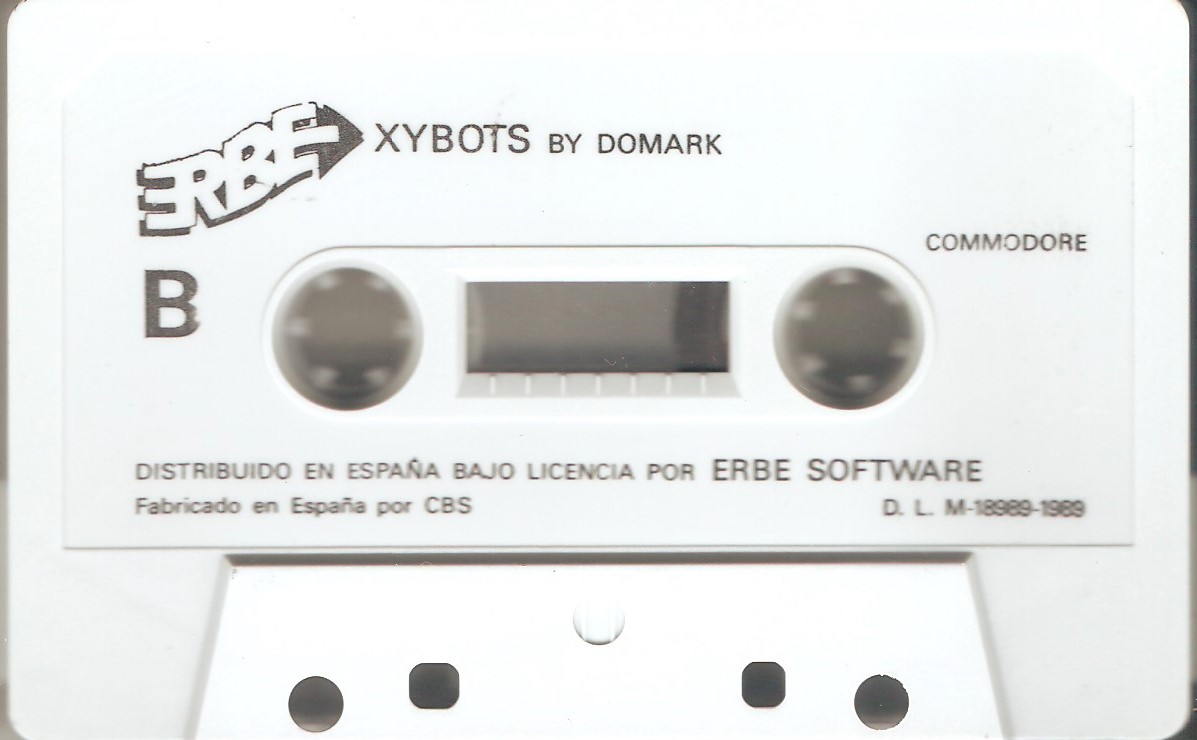 ERBE XYBOTS BY DOMARK
COMMODORE
B
DISTRIBUIDO EN ESPAÑA BAJO LICENCIA POR ERBE SOFTWARE
Fabricado en España por CBS D. L. M-18989-1989